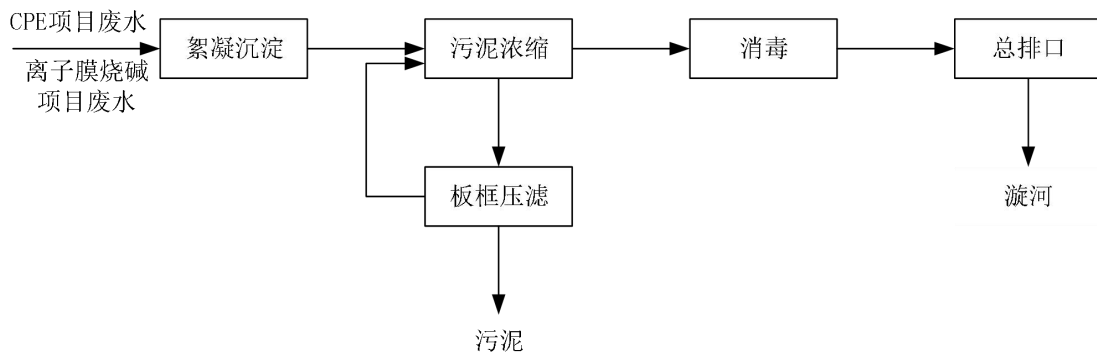 CPE项目废水
离子膜烧碱
项目废水
絮凝沉淀
污泥浓缩
消毒
总排口
板框压滤
漩河
污泥